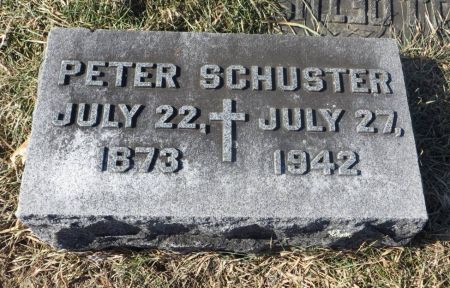 PETER SCHUSTER
JULY 22, JULY 27,
1873 1942